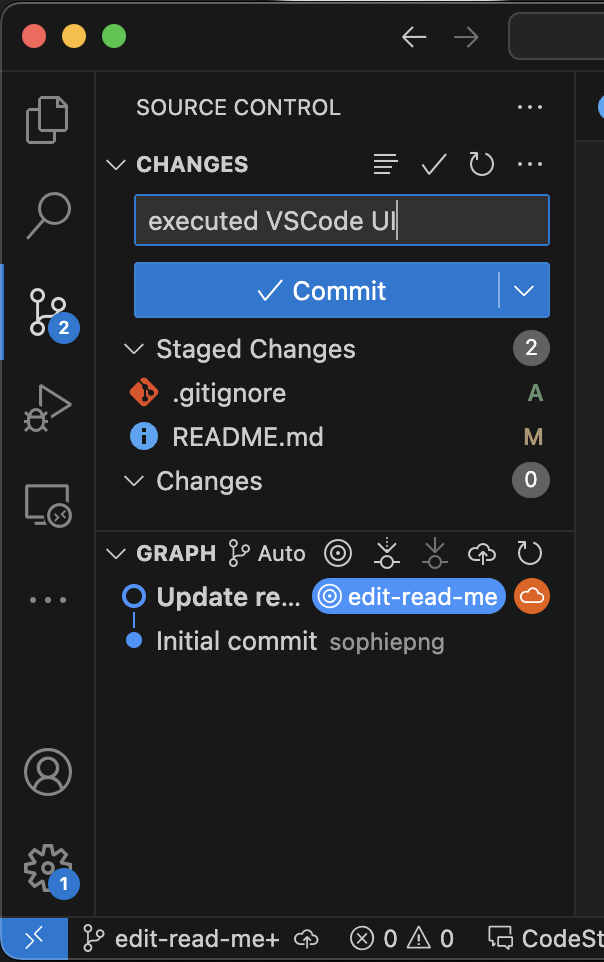 SOURCE CONTROL
CHANGES
executed VSCode UI
Commit
2
Staged Changes 2
.gitignore A
README.md M
Changes 0
GRAPH Auto
Update re... edit-read-me
Initial commit sophiepng
1
edit-read-me+ 0 0 CodeSt